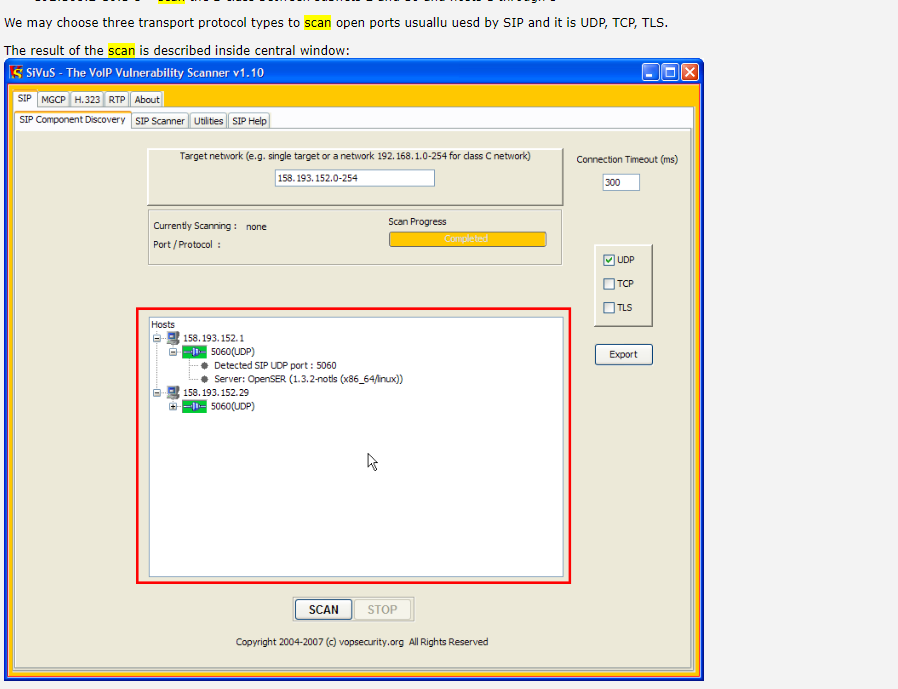 We may choose three transport protocol types to scan open ports usuallu uesd by SIP and it is UDP, TCP, TLS.
The result of the scan is described inside central window:
SiVuS - The VoIP Vulnerability Scanner v1.10
SIP MGCP H.323 RTP About
SIP Component Discovery SIP Scanner Utilities SIP Help
Target network (e.g. single target or a network 192.168.1.0-254 for class C network)
158.193.152.0-254
Connection Timeout (ms)
300
Currently Scanning : none
Port / Protocol :
Scan Progress
Completed
UDP
TCP
TLS
Export
Hosts
158.193.152.1
5060(UDP)
Detected SIP UDP port : 5060
Server: OpenSER (1.3.2-notls (x86_64/linux))
158.193.152.29
5060(UDP)
SCAN STOP
Copyright 2004-2007 (c) vopsecurity.org All Rights Reserved